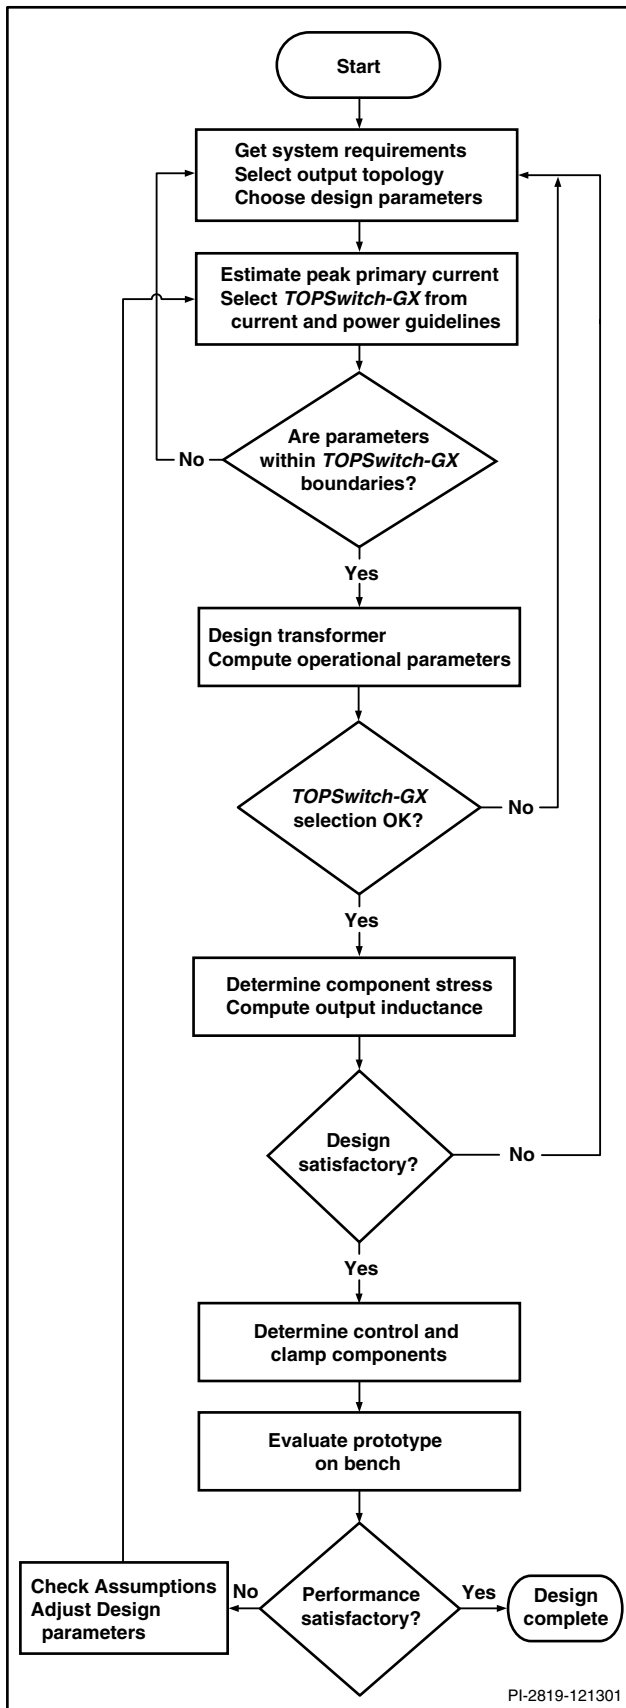 Start
Get system requirements
Select output topology
Choose design parameters
Estimate peak primary current
Select TOPSwitch-GX from
current and power guidelines
Are parameters
within TOPSwitch-GX
boundaries?
No
Yes
Design transformer
Compute operational parameters
TOPSwitch-GX
selection OK?
No
Yes
Determine component stress
Compute output inductance
Design
satisfactory?
No
Yes
Determine control and
clamp components
Evaluate prototype
on bench
Performance
satisfactory?
No
Yes
Check Assumptions
Adjust Design
parameters
Design
complete
PI-2819-121301